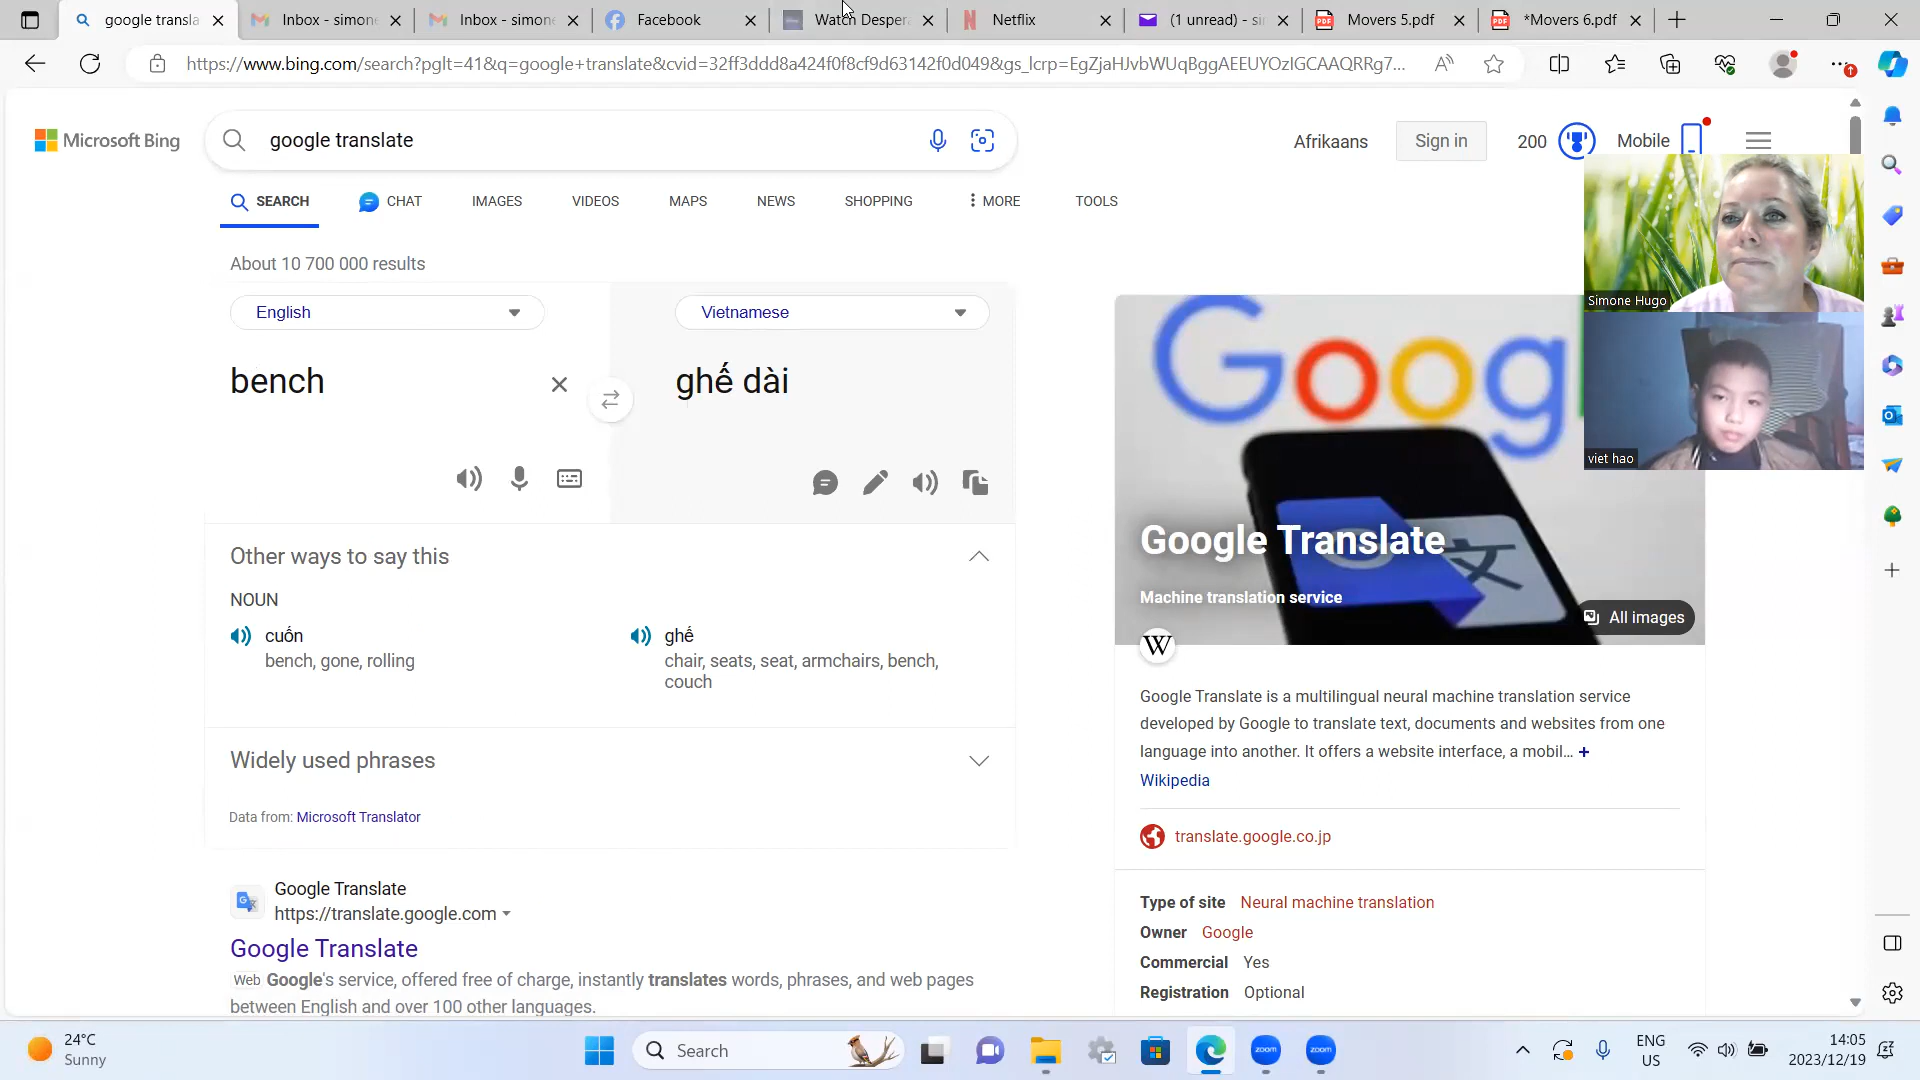 google transla
Inbox - simone
Inbox - simone
Facebook
Watch Despera
Netflix
(1 unread) - si
Movers 5.pdf
*Movers 6.pdf
https://www.bing.com/search?pglt=41&q=google+translate&cvid=32ff3ddd8a424f0f8cf9d63142f0d049&gs_lcrp=EgZjaHJvbWUqBggAEEUYOzIGCAAQRRg7...
Microsoft Bing
google translate
Afrikaans
Sign in
200
Mobile
SEARCH
CHAT
IMAGES
VIDEOS
MAPS
NEWS
SHOPPING
MORE
TOOLS
About 10 700 000 results
English
Vietnamese
bench
ghế dài
Other ways to say this
NOUN
cuốn
bench, gone, rolling
ghế
chair, seats, seat, armchairs, bench,
couch
Widely used phrases
Data from: Microsoft Translator
Google Translate
https://translate.google.com
Google Translate
Web Google's service, offered free of charge, instantly translates words, phrases, and web pages
between English and over 100 other languages.
Simone Hugo
viet hao
Googl
Google Translate
Machine translation service
All images
W
Google Translate is a multilingual neural machine translation service
developed by Google to translate text, documents and websites from one
language into another. It offers a website interface, a mobil... +
Wikipedia
translate.google.co.jp
Type of site Neural machine translation
Owner Google
Commercial Yes
Registration Optional
24°C
Sunny
Search
zoom
zoom
ENG
US
14:05
2023/12/19